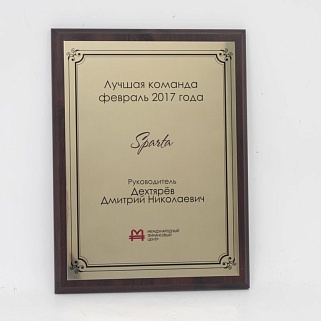 Лучшая команда
февраль 2017 года
Sparta
Руководитель
Дехтярёв
Дмитрий Николаевич
МЕЖДУНАРОДНЫЙ
ФИНАНСОВЫЙ
ЦЕНТР